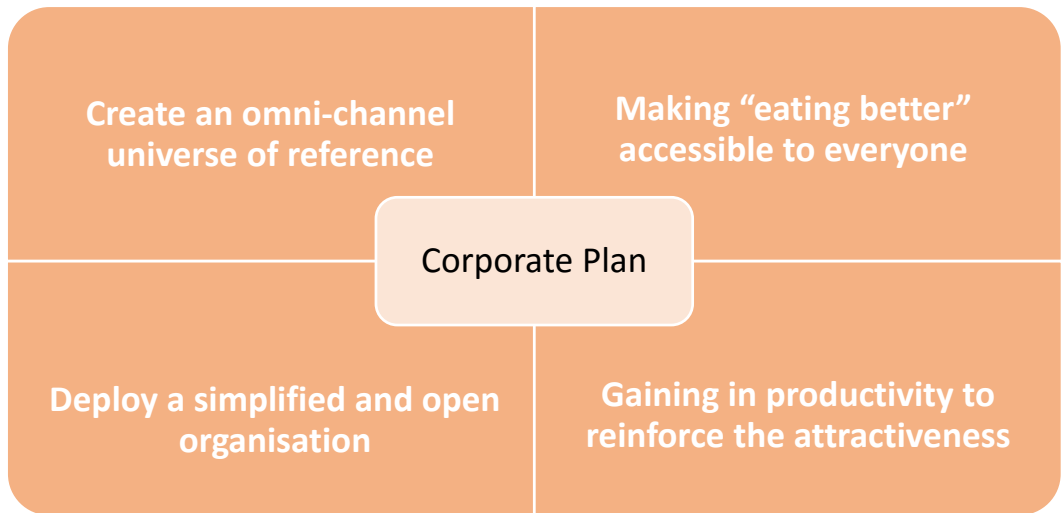 Create an omni-channel
universe of reference
Making “eating better”
accessible to everyone
Corporate Plan
Deploy a simplified and open
organisation
Gaining in productivity to
reinforce the attractiveness